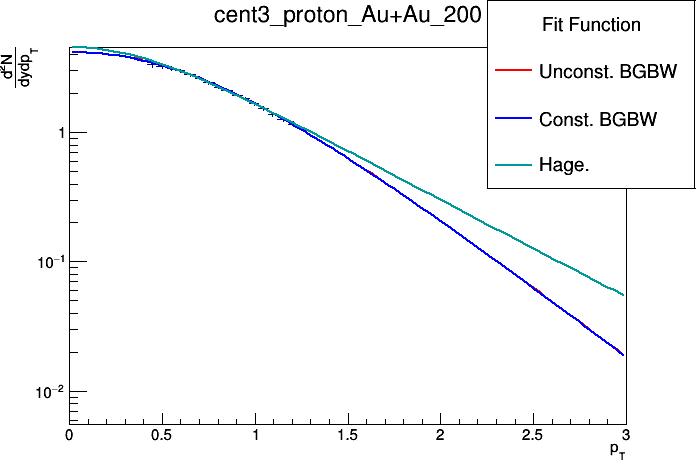 cent3_proton_Au+Au_200
Fit Function
Unconst. BGBW
Const. BGBW
Hage.
d²N
dydp_T
1
10⁻¹
10⁻²
0 0.5 1 1.5 2 2.5 3
p_T